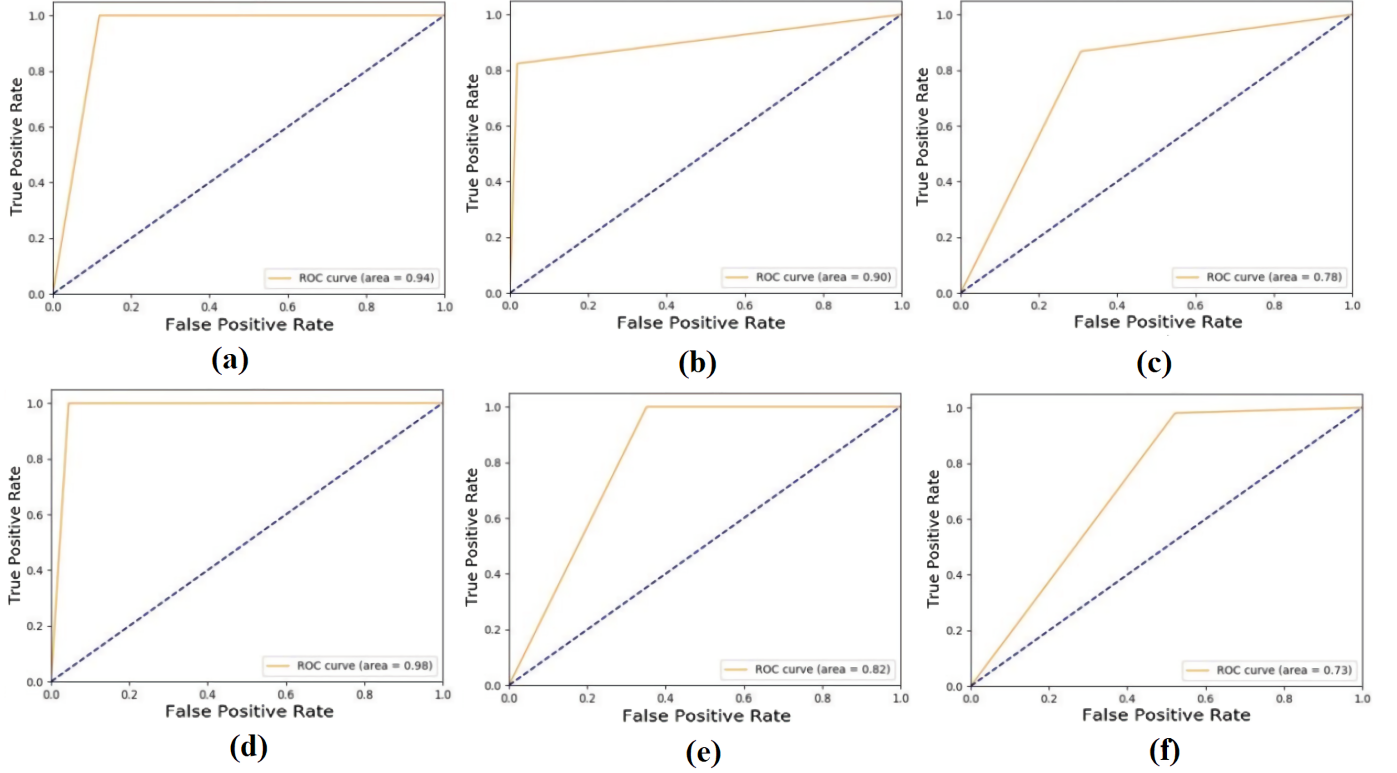 1.0
0.8
0.6
0.4
0.2
0.0
True Positive Rate
ROC curve (area = 0.94)
0.0 0.2 0.4 0.6 0.8 1.0
False Positive Rate
(a)
1.0
0.8
0.6
0.4
0.2
0.0
True Positive Rate
ROC curve (area = 0.90)
0.0 0.2 0.4 0.6 0.8 1.0
False Positive Rate
(b)
1.0
0.8
0.6
0.4
0.2
0.0
True Positive Rate
ROC curve (area = 0.78)
0.0 0.2 0.4 0.6 0.8 1.0
False Positive Rate
(c)
1.0
0.8
0.6
0.4
0.2
0.0
True Positive Rate
ROC curve (area = 0.98)
0.0 0.2 0.4 0.6 0.8 1.0
False Positive Rate
(d)
1.0
0.8
0.6
0.4
0.2
0.0
True Positive Rate
ROC curve (area = 0.82)
0.0 0.2 0.4 0.6 0.8 1.0
False Positive Rate
(e)
1.0
0.8
0.6
0.4
0.2
0.0
True Positive Rate
ROC curve (area = 0.73)
0.0 0.2 0.4 0.6 0.8 1.0
False Positive Rate
(f)